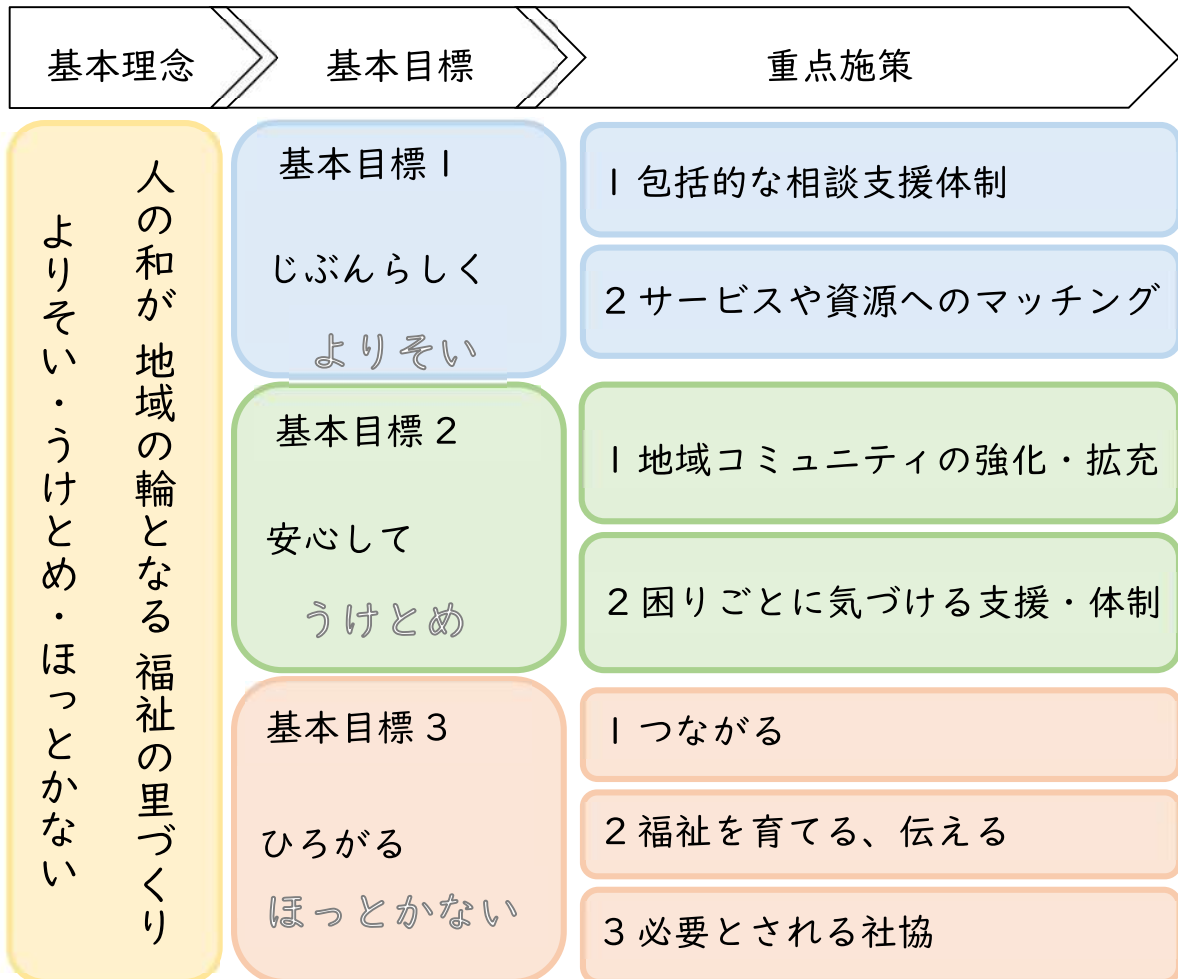 基本理念
基本目標
重点施策
人の和が 地域の輪となる 福祉の里づくり
よりそい・うけとめ・ほっとかない
基本目標1
じぶんらしく
よりそい
1 包括的な相談支援体制
2 サービスや資源へのマッチング
基本目標2
安心して
うけとめ
1 地域コミュニティの強化・拡充
2 困りごとに気づける支援・体制
基本目標3
ひろがる
ほっとかない
1 つながる
2 福祉を育てる、伝える
3 必要とされる社協